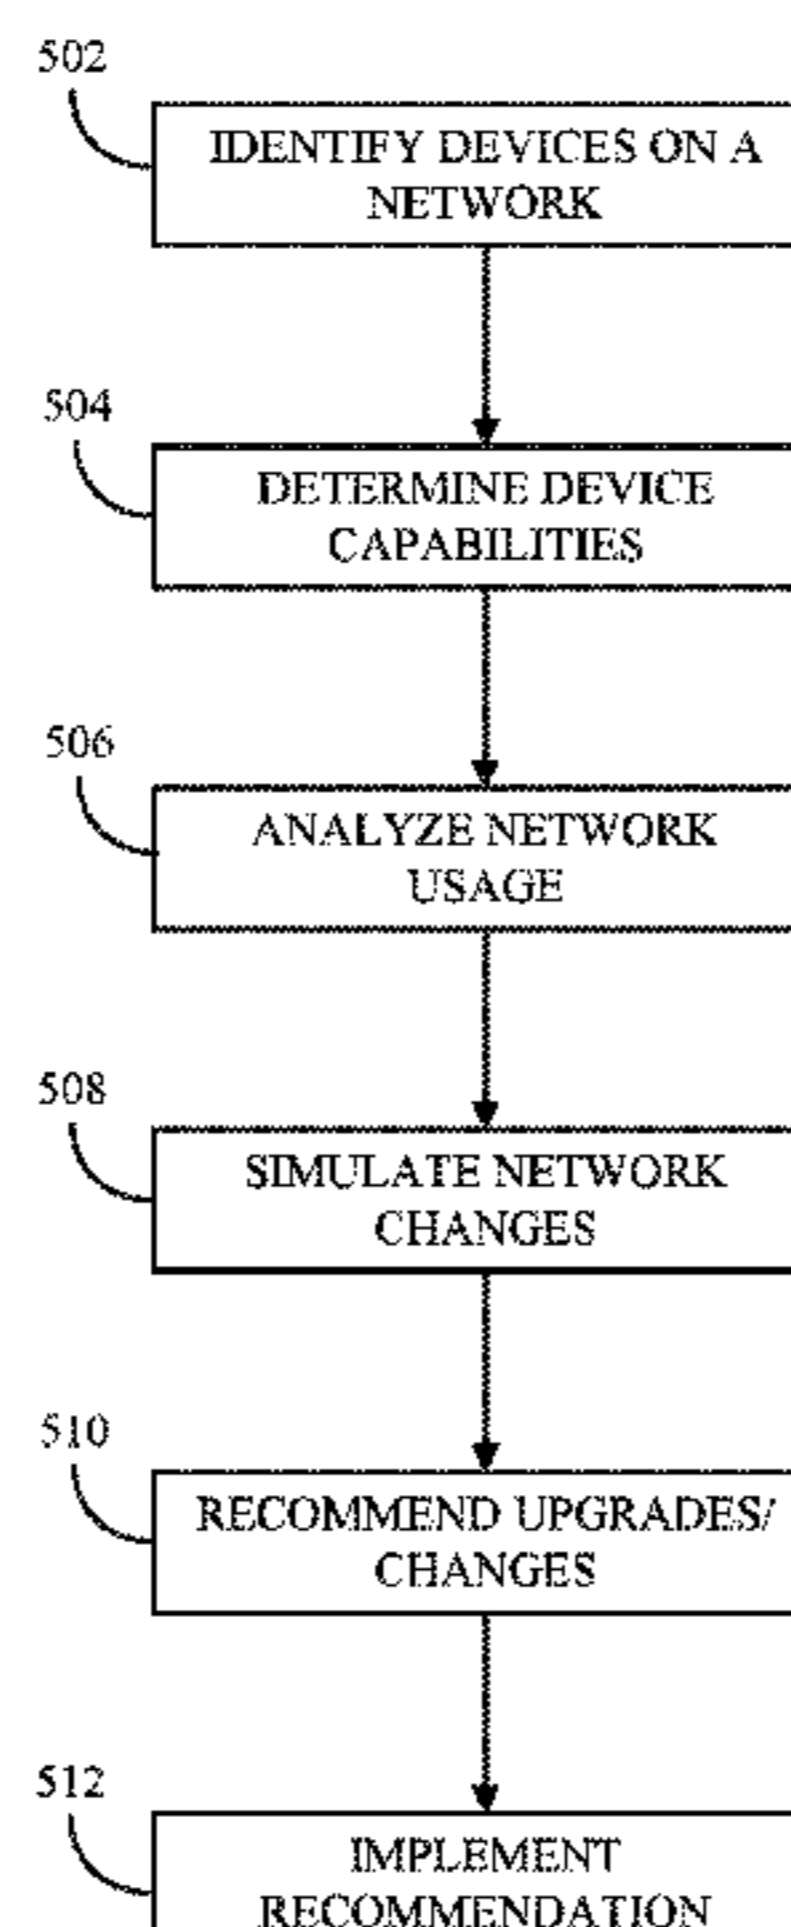 502
IDENTIFY DEVICES ON A
NETWORK
504
DETERMINE DEVICE
CAPABILITIES
506
ANALYZE NETWORK
USAGE
508
SIMULATE NETWORK
CHANGES
510
RECOMMEND UPGRADES/
CHANGES
512
IMPLEMENT
RECOMMENDATION